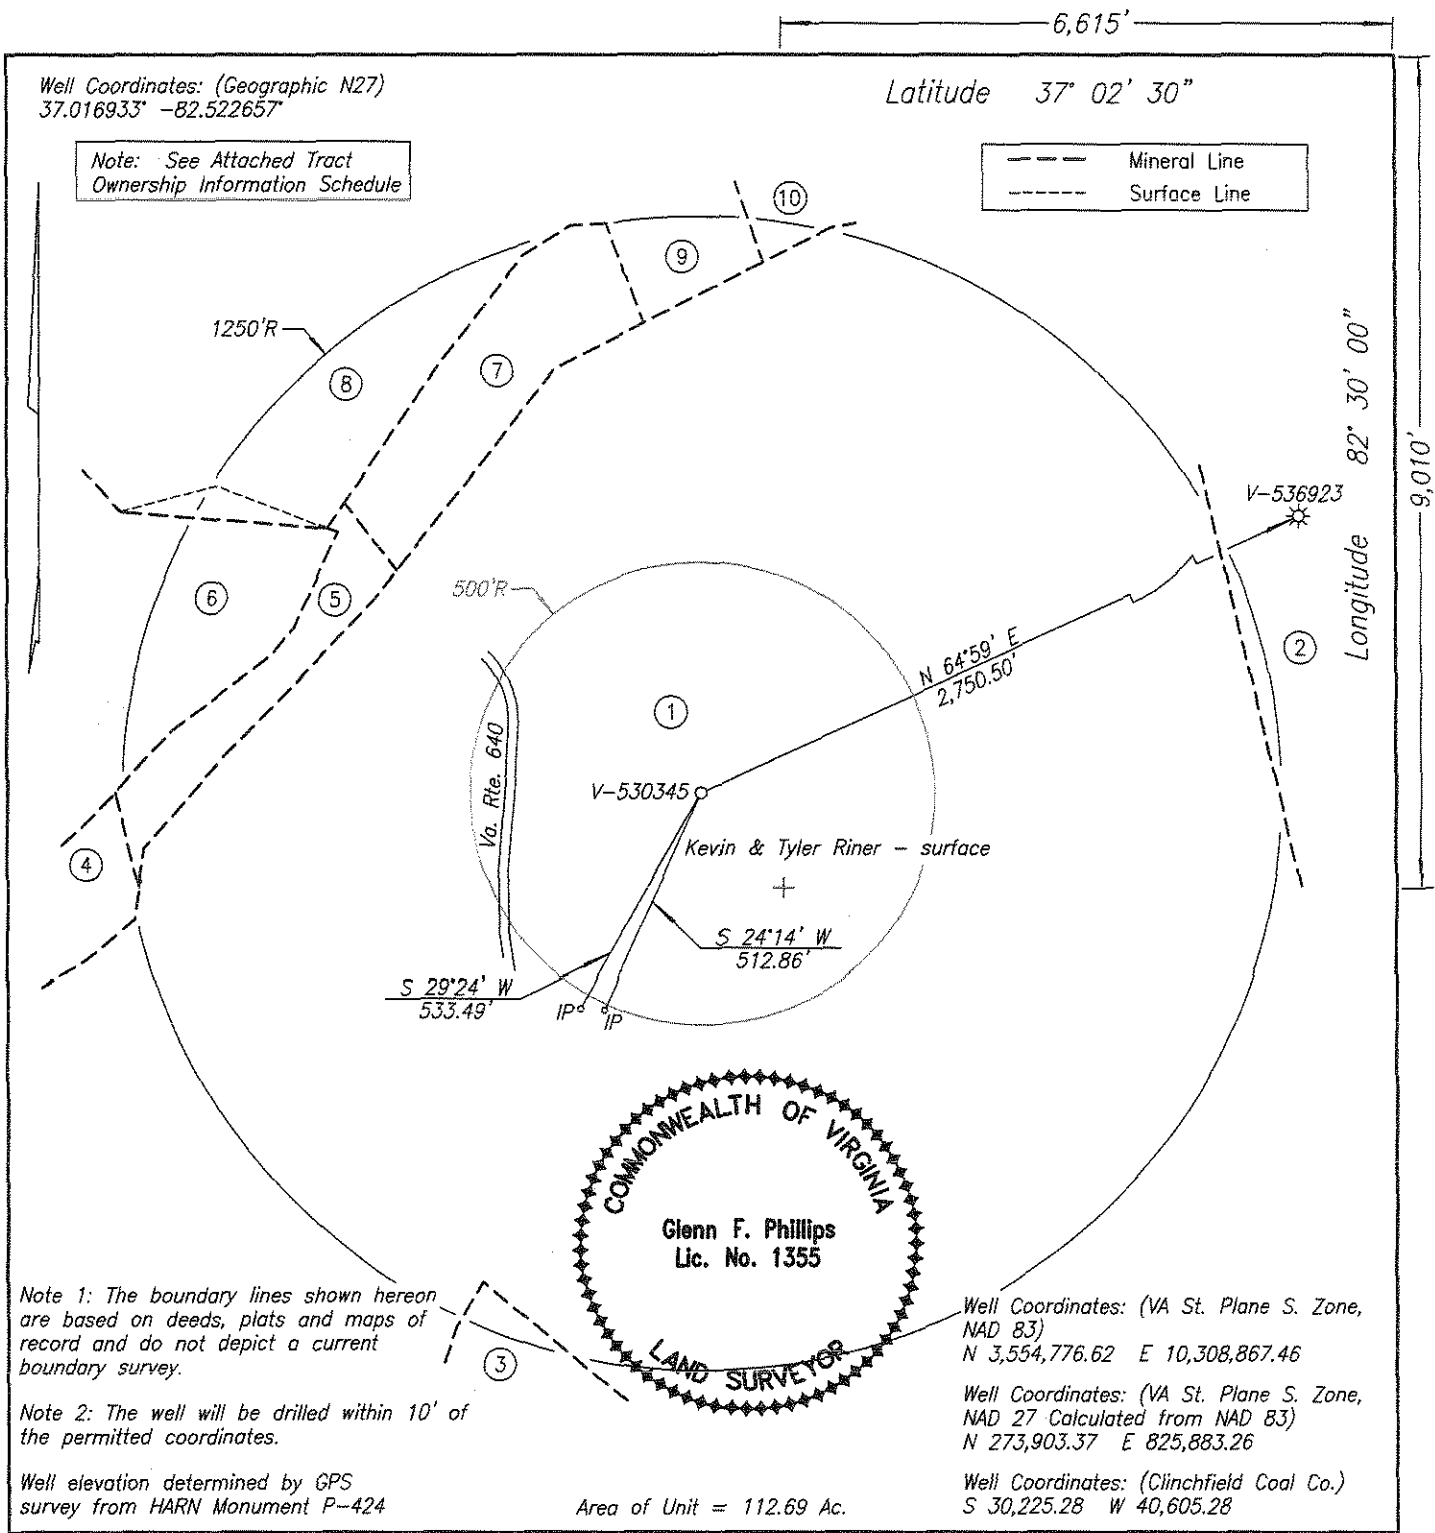 6,615'
Well Coordinates: (Geographic N27)
37.016933° -82.522657°
Latitude 37° 02' 30"
Note: See Attached Tract
Ownership Information Schedule
Mineral Line
Surface Line
10
9
1250'R
8
7
Longitude 82° 30' 00"
9,010'
V-536923
6
5
500'R
2
N 64°59' E
2,750.50'
1
Va. Rte. 640
V-530345
Kevin & Tyler Riner - surface
4
S 24°14' W
512.86'
S 29°24' W
533.49'
IP
IP
COMMONWEALTH OF VIRGINIA
Glenn F. Phillips
Lic. No. 1355
LAND SURVEYOR
3
Note 1: The boundary lines shown hereon
are based on deeds, plats and maps of
record and do not depict a current
boundary survey.
Note 2: The well will be drilled within 10' of
the permitted coordinates.
Well elevation determined by GPS
survey from HARN Monument P-424
Area of Unit = 112.69 Ac.
Well Coordinates: (VA St. Plane S. Zone,
NAD 83)
N 3,554,776.62 E 10,308,867.46
Well Coordinates: (VA St. Plane S. Zone,
NAD 27 Calculated from NAD 83)
N 273,903.37 E 825,883.26
Well Coordinates: (Clinchfield Coal Co.)
S 30,225.28 W 40,605.28